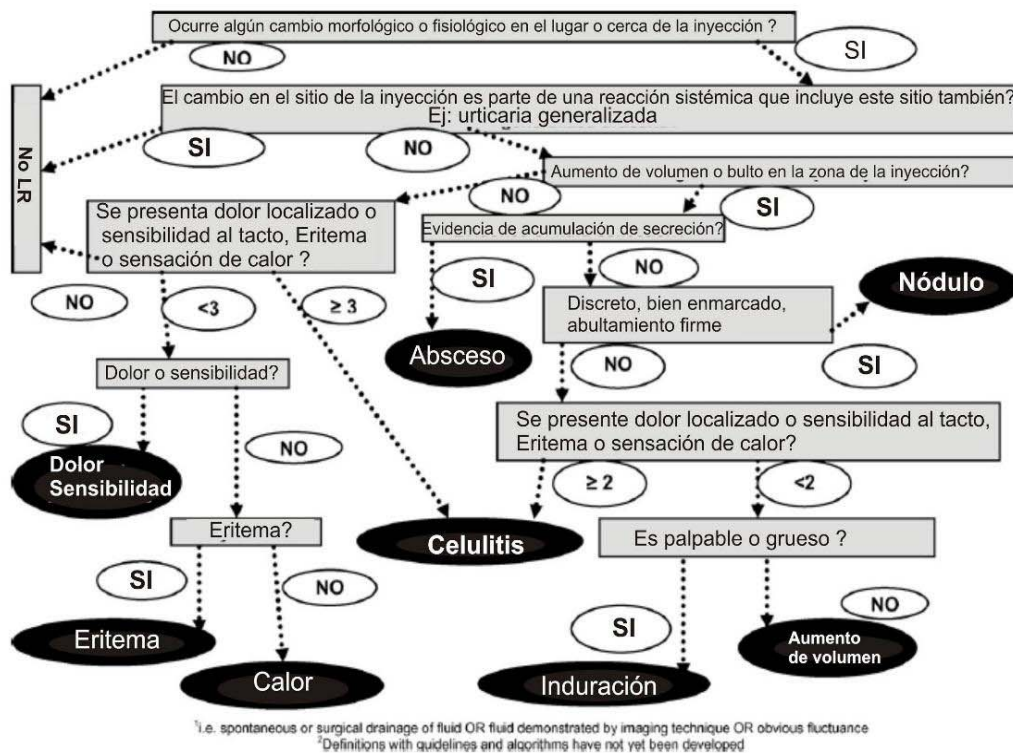 Ocurre algún cambio morfológico o fisiológico en el lugar o cerca de la inyección ?
NO
SI
El cambio en el sitio de la inyección es parte de una reacción sistémica que incluye este sitio también?
Ej: urticaria generalizada
No LR
SI
NO
Aumento de volumen o bulto en la zona de la inyección?
NO
SI
Se presenta dolor localizado o
sensibilidad al tacto, Eritema
o sensación de calor ?
Evidencia de acumulación de secreción?
SI
NO
Nódulo
NO
<3
≥ 3
Discreto, bien enmarcado,
abultamiento firme
Absceso
NO
SI
Dolor o sensibilidad?
SI
NO
Dolor
Sensibilidad
Se presente dolor localizado o sensibilidad al tacto,
Eritema o sensación de calor?
≥ 2
<2
Eritema?
Celulitis
Es palpable o grueso ?
SI
NO
SI
NO
Eritema
Calor
Induración
Aumento
de volumen
¹i.e. spontaneous or surgical drainage of fluid OR fluid demonstrated by imaging technique OR obvious fluctuance
²Definitions with guidelines and algorithms have not yet been developed